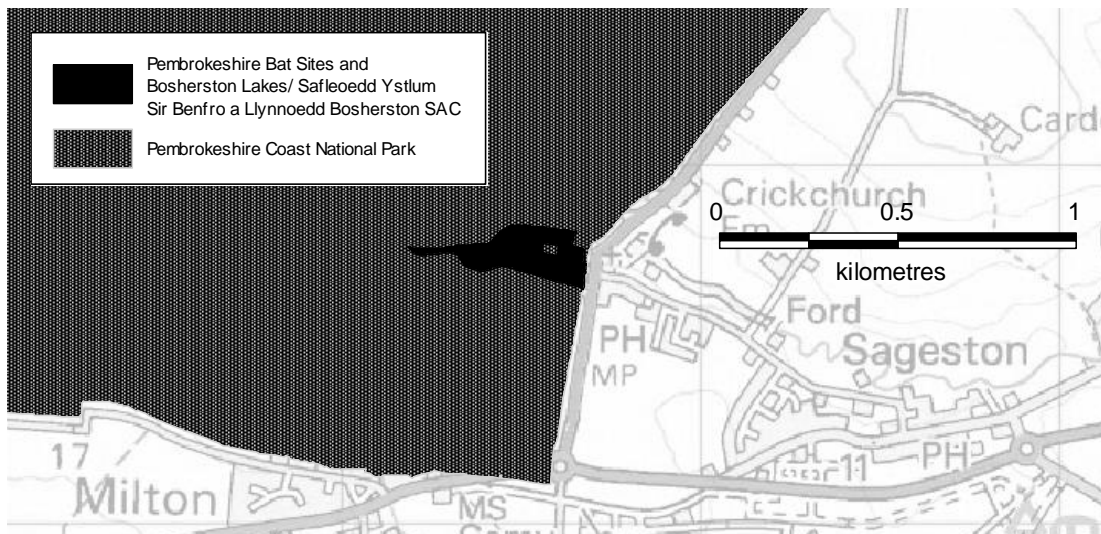 Pembrokeshire Bat Sites and
Bosherston Lakes/ Safleoedd Ystlum
Sir Benfro a Llynnoedd Bosherston SAC
Pembrokeshire Coast National Park
Crickchurch
Fm
0 0.5 1
kilometres
Ford
PH
Sageston
MP
17
Milton
MS
11
PH